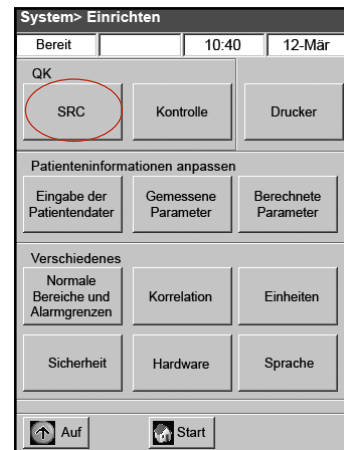 System> Einrichten
Bereit 10:40 12-Mär
QK
SRC Kontrolle Drucker
Patienteninformationen anpassen
Eingabe der Patientendater Gemessene Parameter Berechnete Parameter
Verschiedenes
Normale Bereiche und Alarmgrenzen Korrelation Einheiten
Sicherheit Hardware Sprache
Auf Start